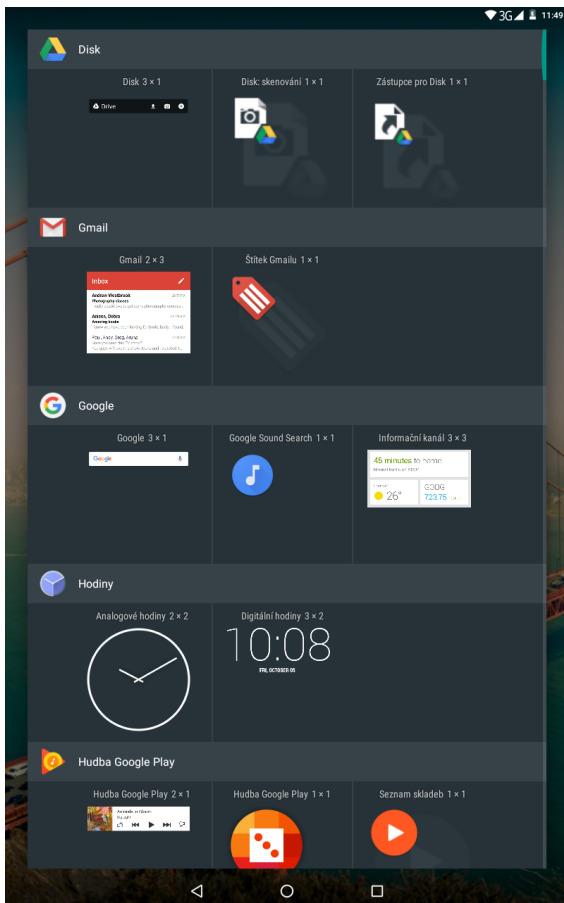 3G 11:49
Disk
Disk 3 × 1
Disk: skenování 1 × 1
Zástupce pro Disk 1 × 1
Drive
Gmail
Gmail 2 × 3
Štítek Gmailu 1 × 1
Inbox
Andrew Westbrook
Photography classes
Google
Google 3 × 1
Google Sound Search 1 × 1
Informační kanál 3 × 3
Google
45 minutes to home
26°
GOOG
723.75
Hodiny
Analogové hodiny 2 × 2
Digitální hodiny 3 × 2
10:08
FRI, OCTOBER 05
Hudba Google Play
Hudba Google Play 2 × 1
Hudba Google Play 1 × 1
Seznam skladeb 1 × 1